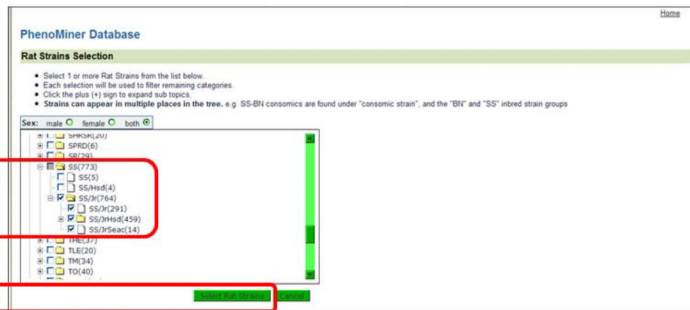 Home
PhenoMiner Database
Rat Strains Selection
Select 1 or more Rat Strains from the list below.
Each selection will be used to filter remaining categories.
Click the plus (+) sign to expand sub topics.
Strains can appear in multiple places in the tree. e.g. SS-BN consomics are found under "consomic strain", and the "BN" and "SS" inbred strain groups
Sex: male female both
SHRSR(20)
SPRD(6)
SR(29)
SS(773)
SS(5)
SS/Hsd(4)
SS/Jr(764)
SS/Jr(291)
SS/JrHsd(459)
SS/JrSeac(14)
THE(37)
TLE(20)
TM(34)
TO(40)
Select Rat Strains Cancel